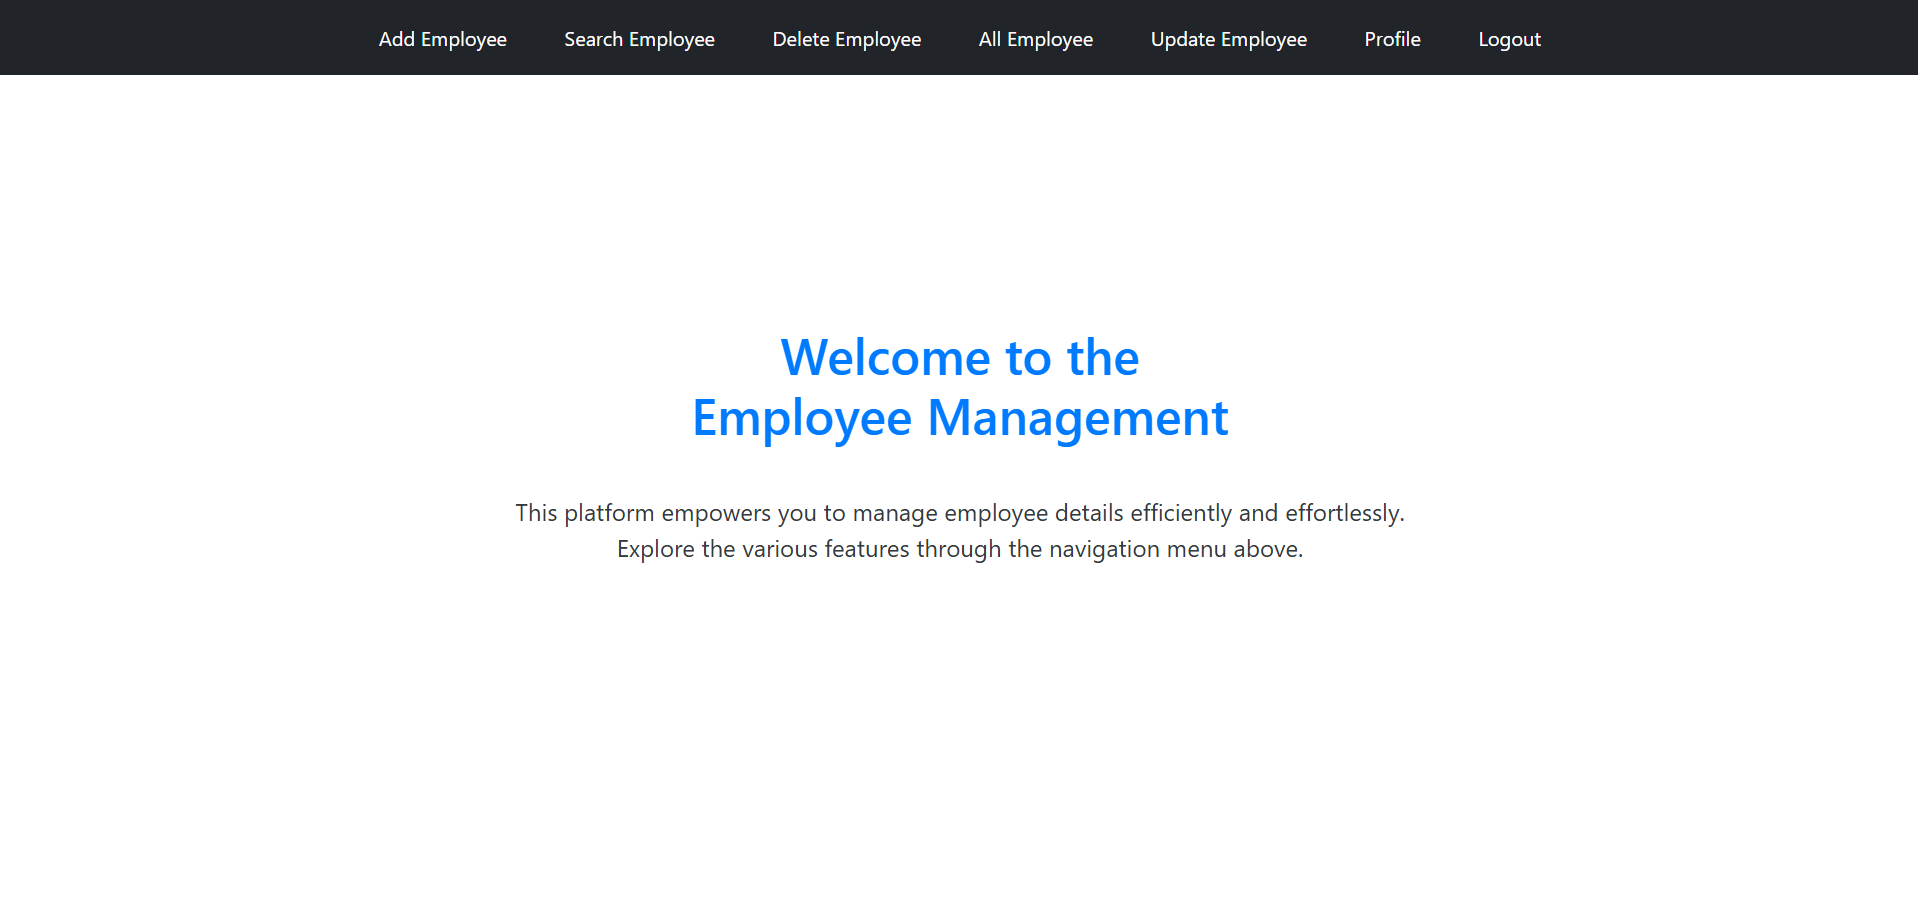 Add Employee Search Employee Delete Employee All Employee Update Employee Profile Logout
Welcome to the
Employee Management
This platform empowers you to manage employee details efficiently and effortlessly.
Explore the various features through the navigation menu above.